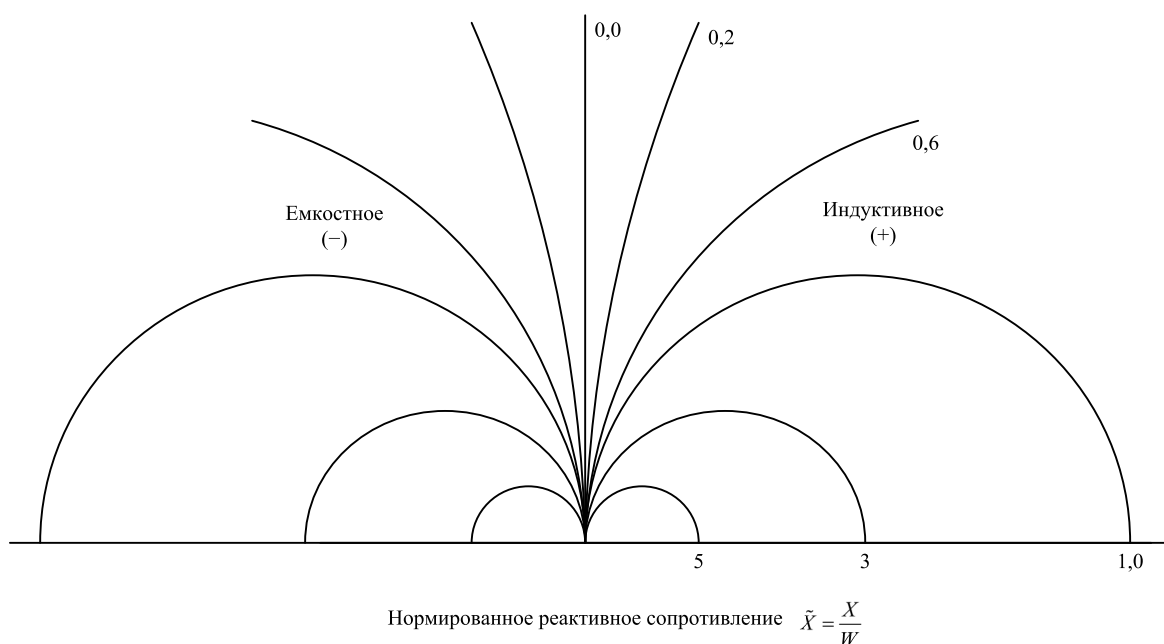 0,0
0,2
0,6
Емкостное
(−)
Индуктивное
(+)
5
3
1,0
Нормированное реактивное сопротивление X̃ = X/W